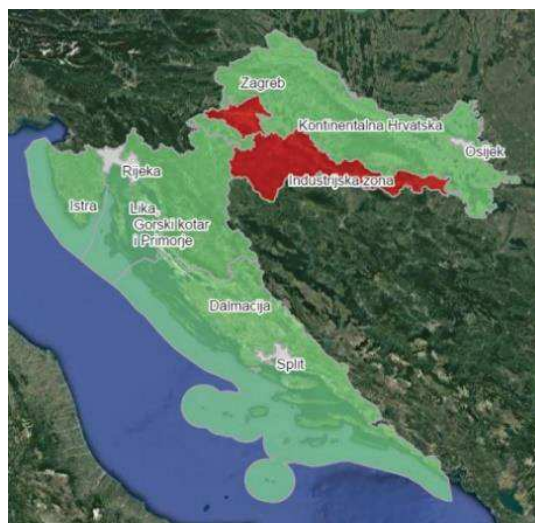 Zagreb
Kontinentalna Hrvatska
Osijek
Rijeka
Industrijska zona
Istra
Lika,
Gorski kotar
i Primorje
Dalmacija
Split